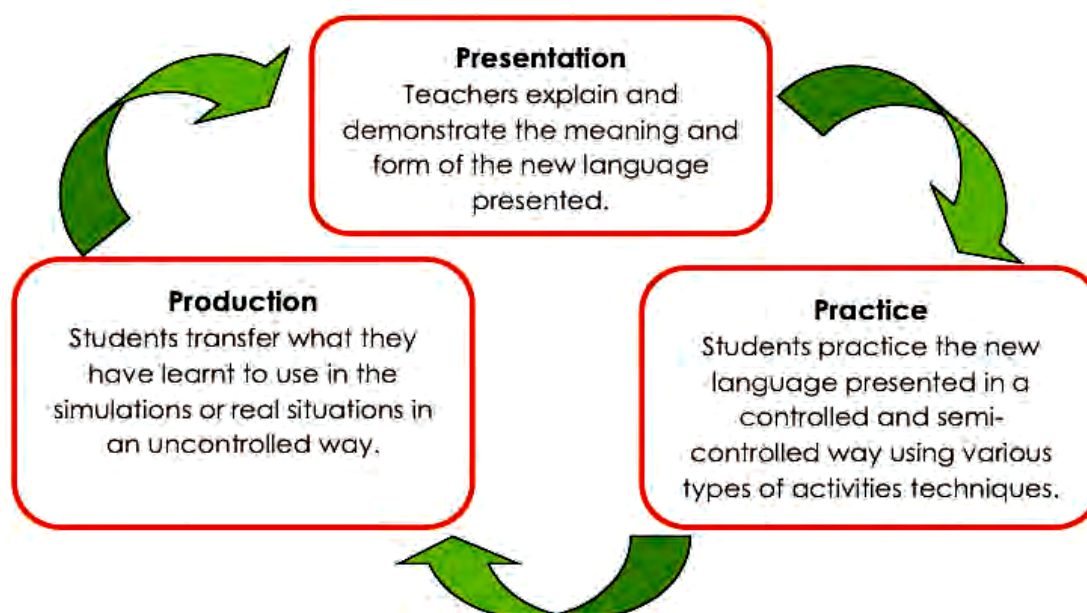 Presentation
Teachers explain and
demonstrate the meaning and
form of the new language
presented.
Production
Students transfer what they
have learnt to use in the
simulations or real situations in
an uncontrolled way.
Practice
Students practice the new
language presented in a
controlled and semi-
controlled way using various
types of activities techniques.